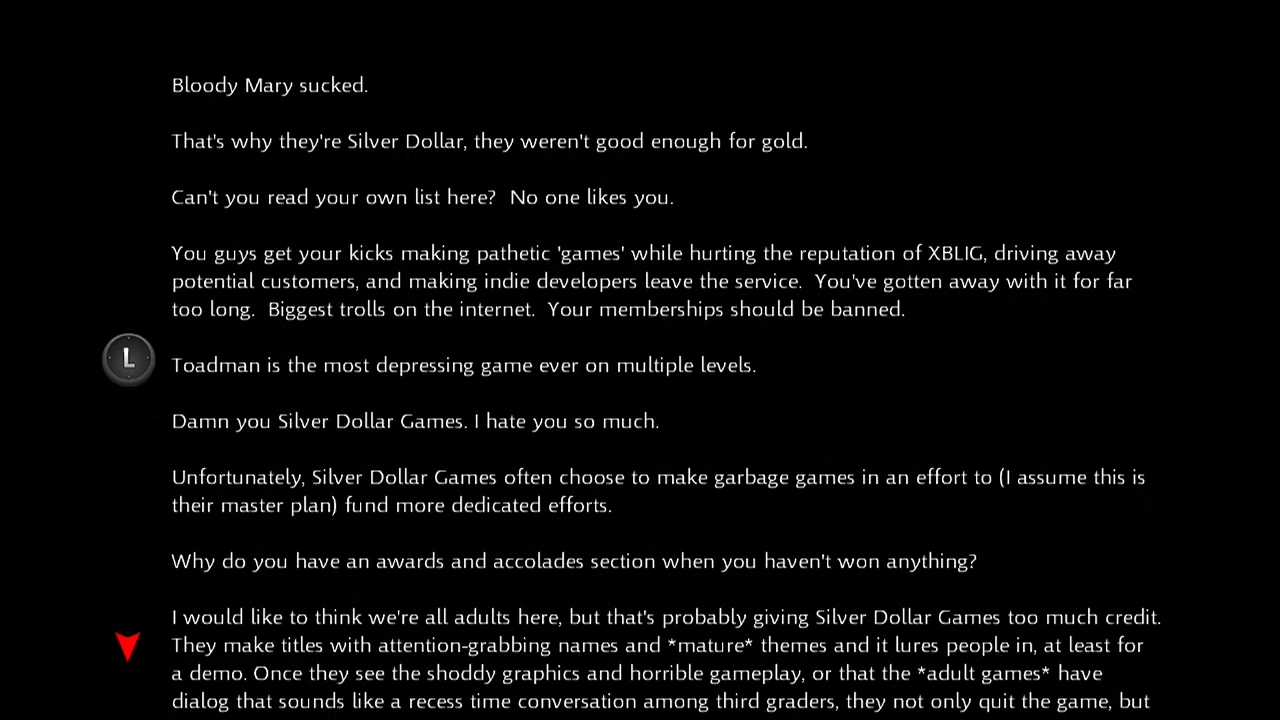 Bloody Mary sucked.
That's why they're Silver Dollar, they weren't good enough for gold.
Can't you read your own list here?  No one likes you.
You guys get your kicks making pathetic 'games' while hurting the reputation of XBLIG, driving away
potential customers, and making indie developers leave the service.  You've gotten away with it for far
too long.  Biggest trolls on the internet.  Your memberships should be banned.
L
Toadman is the most depressing game ever on multiple levels.
Damn you Silver Dollar Games. I hate you so much.
Unfortunately, Silver Dollar Games often choose to make garbage games in an effort to (I assume this is
their master plan) fund more dedicated efforts.
Why do you have an awards and accolades section when you haven't won anything?
I would like to think we're all adults here, but that's probably giving Silver Dollar Games too much credit.
They make titles with attention-grabbing names and *mature* themes and it lures people in, at least for
a demo. Once they see the shoddy graphics and horrible gameplay, or that the *adult games* have
dialog that sounds like a recess time conversation among third graders, they not only quit the game, but